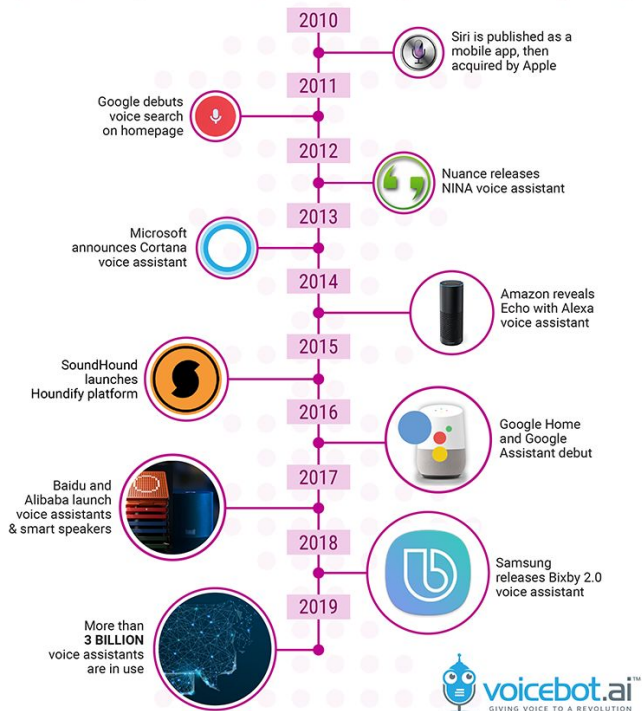 2010
Siri is published as a
mobile app, then
acquired by Apple
2011
Google debuts
voice search
on homepage
2012
Nuance releases
NINA voice assistant
2013
Microsoft
announces Cortana
voice assistant
2014
Amazon reveals
Echo with Alexa
voice assistant
2015
SoundHound
launches
Houndify platform
2016
Google Home
and Google
Assistant debut
2017
Baidu and
Alibaba launch
voice assistants
& smart speakers
2018
Samsung
releases Bixby 2.0
voice assistant
2019
More than
3 BILLION
voice assistants
are in use
voicebot.ai™
GIVING VOICE TO A REVOLUTION